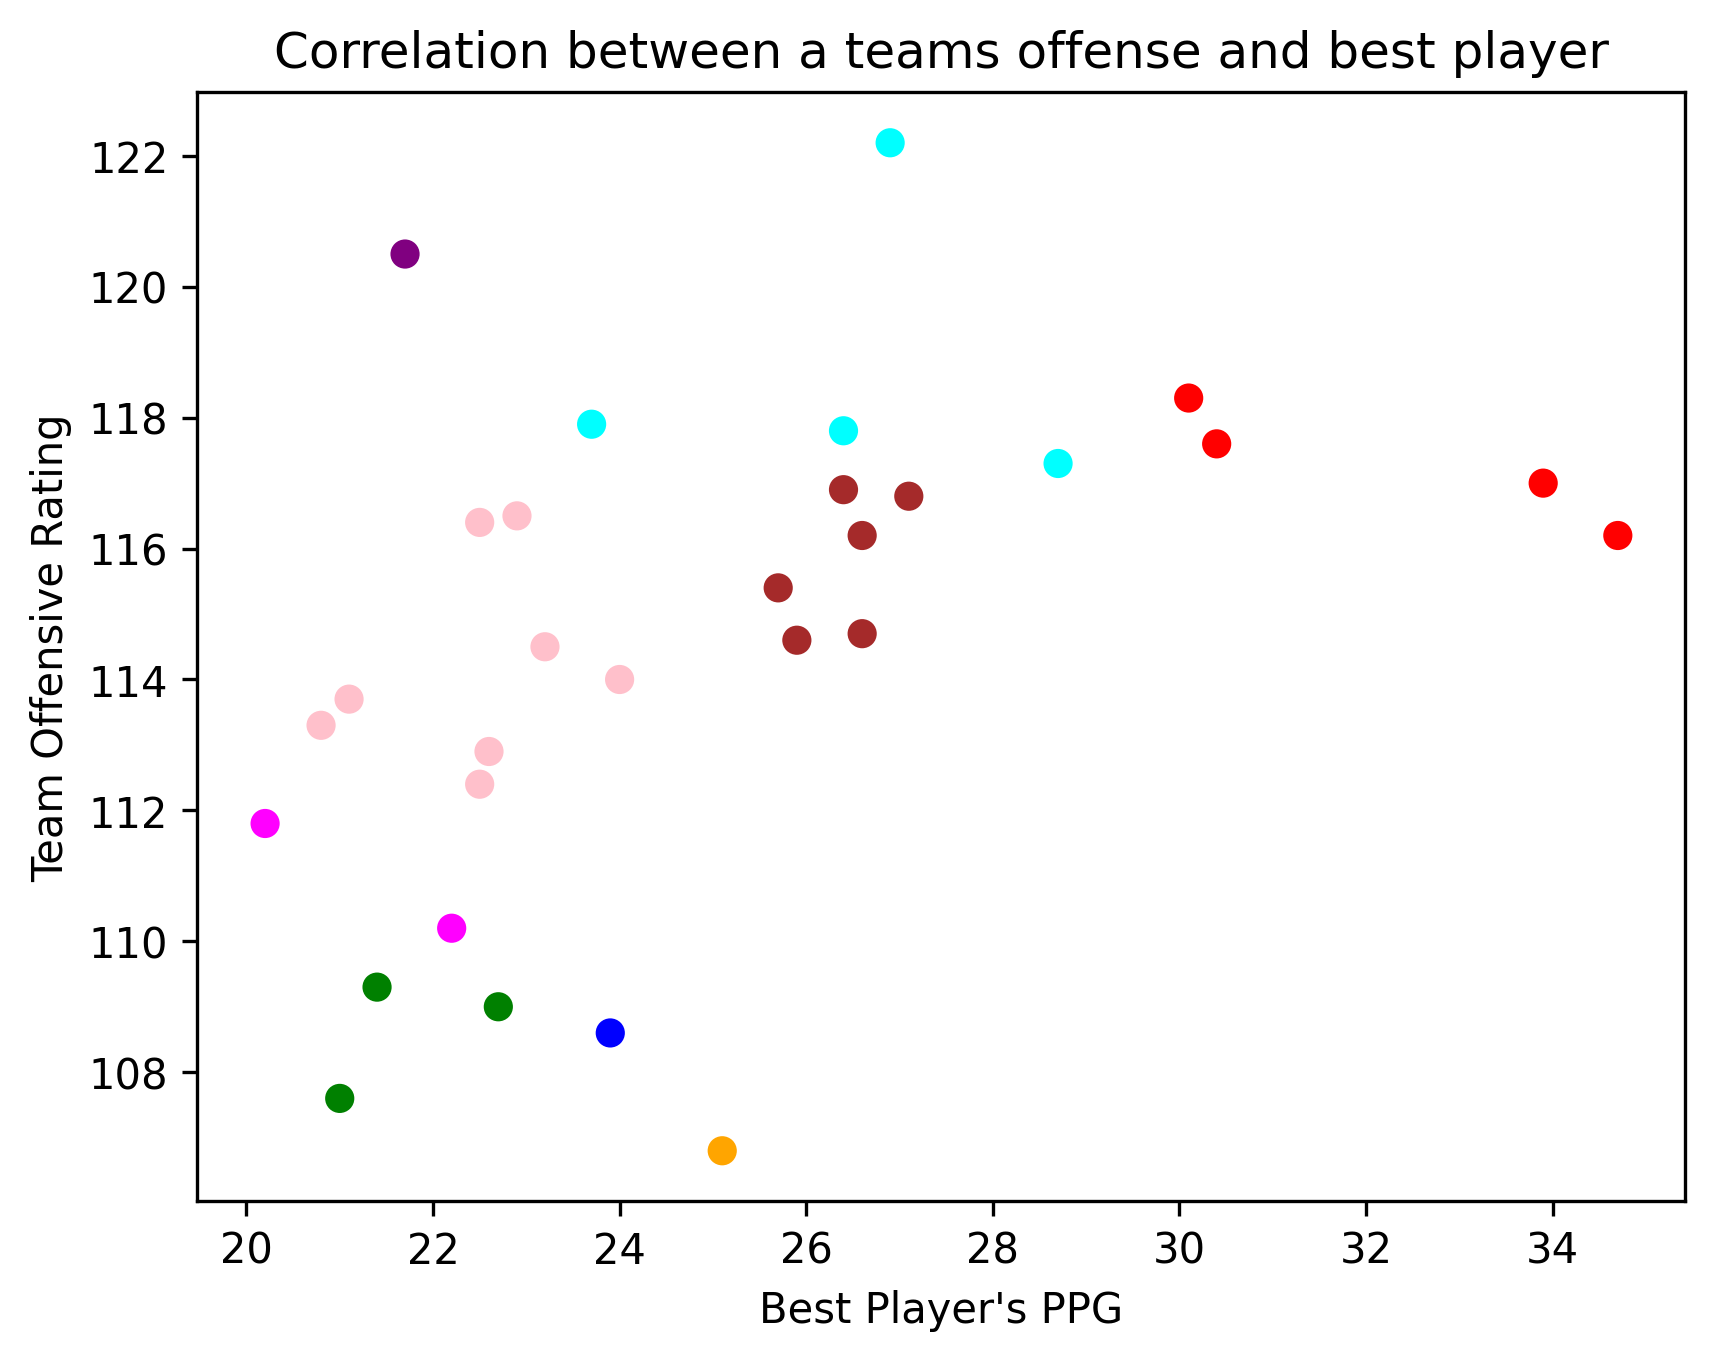 Correlation between a teams offense and best player
122
120
118
116
114
112
110
108
Team Offensive Rating
20 22 24 26 28 30 32 34
Best Player's PPG